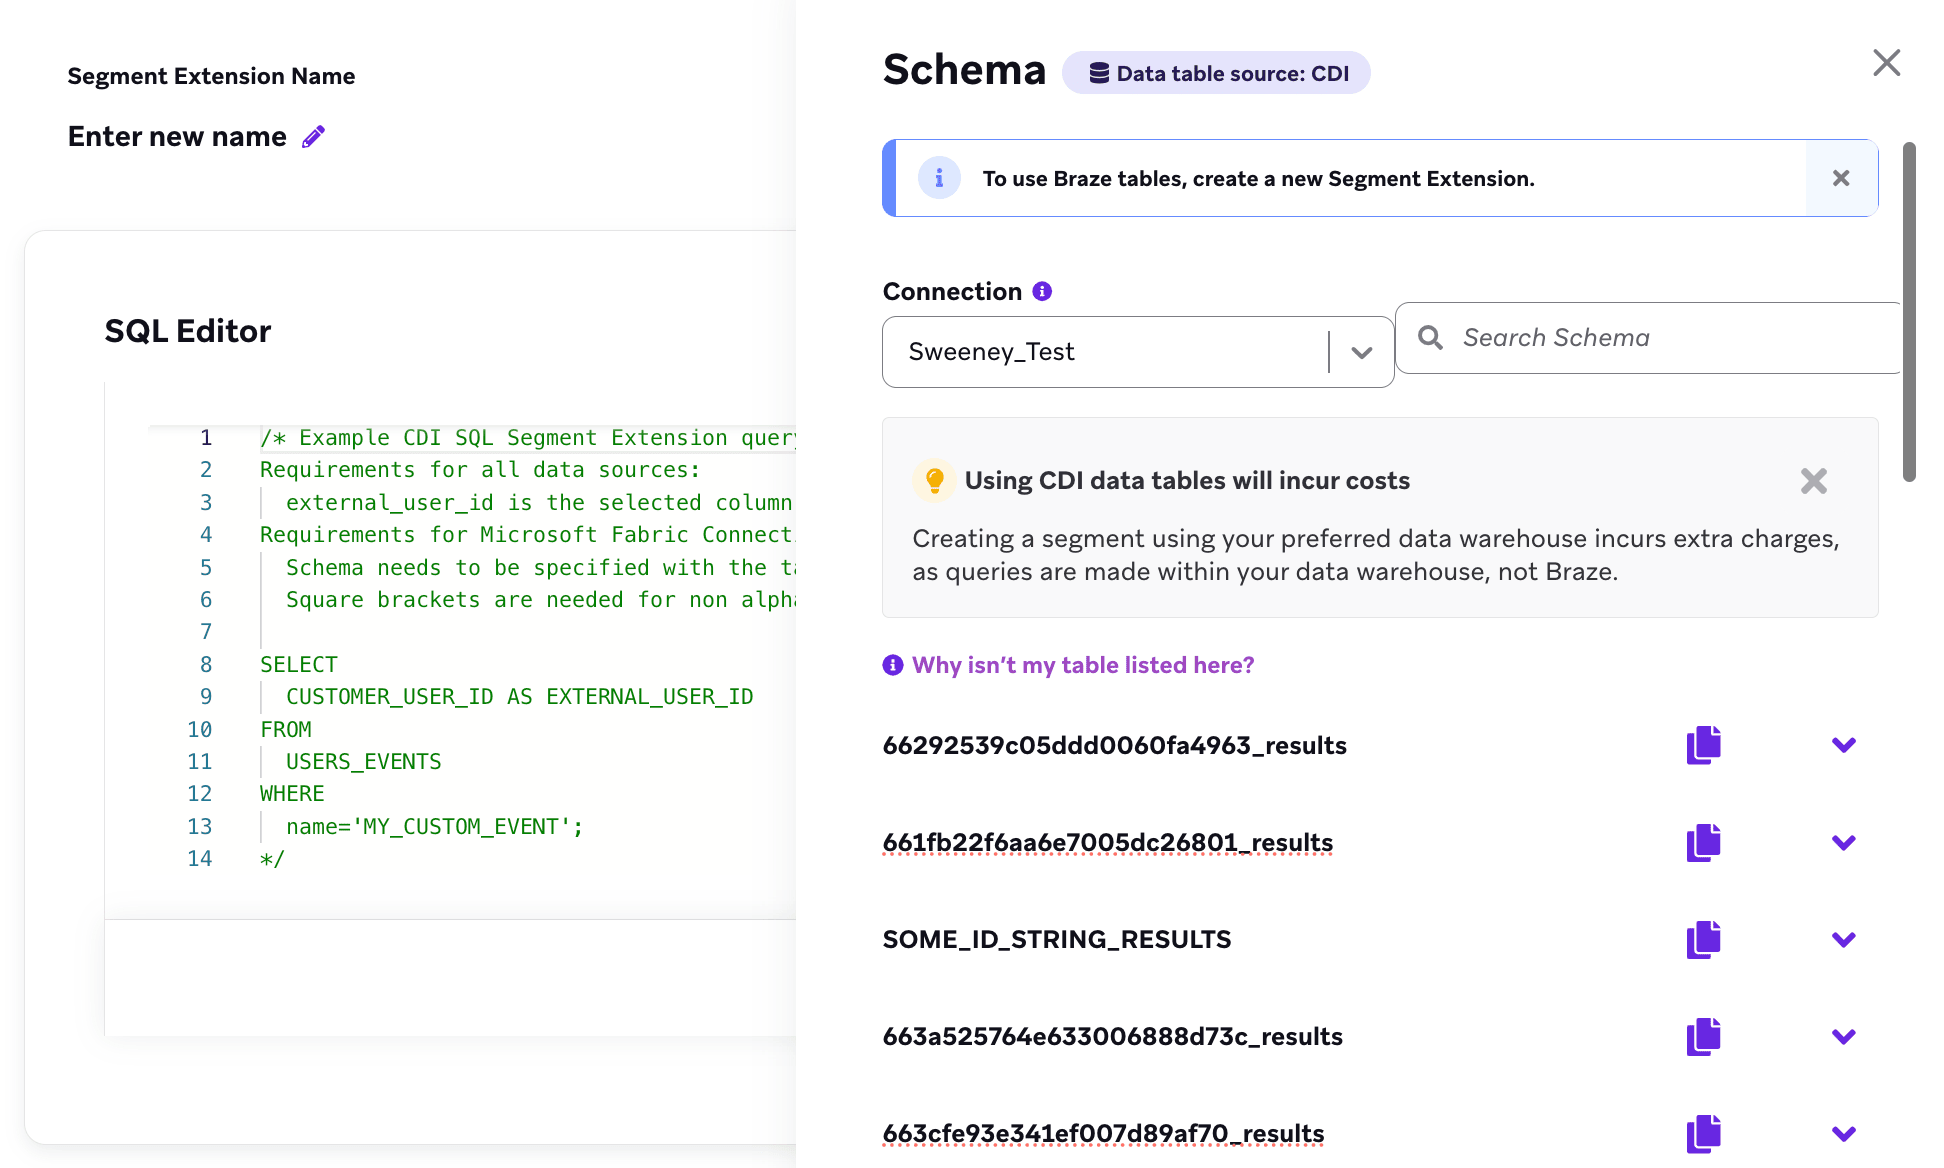 Segment Extension Name
Enter new name
SQL Editor
1 /* Example CDI SQL Segment Extension query
2 Requirements for all data sources:
3 external_user_id is the selected column
4 Requirements for Microsoft Fabric Connect
5 Schema needs to be specified with the
6 Square brackets are needed for non
7
8 SELECT
9 CUSTOMER_USER_ID AS EXTERNAL_USER_ID
10 FROM
11 USERS_EVENTS
12 WHERE
13 name='MY_CUSTOM_EVENT';
14 */
Schema
Data table source: CDI
To use Braze tables, create a new Segment Extension.
Connection
Sweeney_Test
Search Schema
Using CDI data tables will incur costs
Creating a segment using your preferred data warehouse incurs extra charges,
as queries are made within your data warehouse, not Braze.
Why isn't my table listed here?
66292539c05ddd0060fa4963_results
661fb22f6aa6e7005dc26801_results
SOME_ID_STRING_RESULTS
663a525764e633006888d73c_results
663cfe93e341ef007d89af70_results